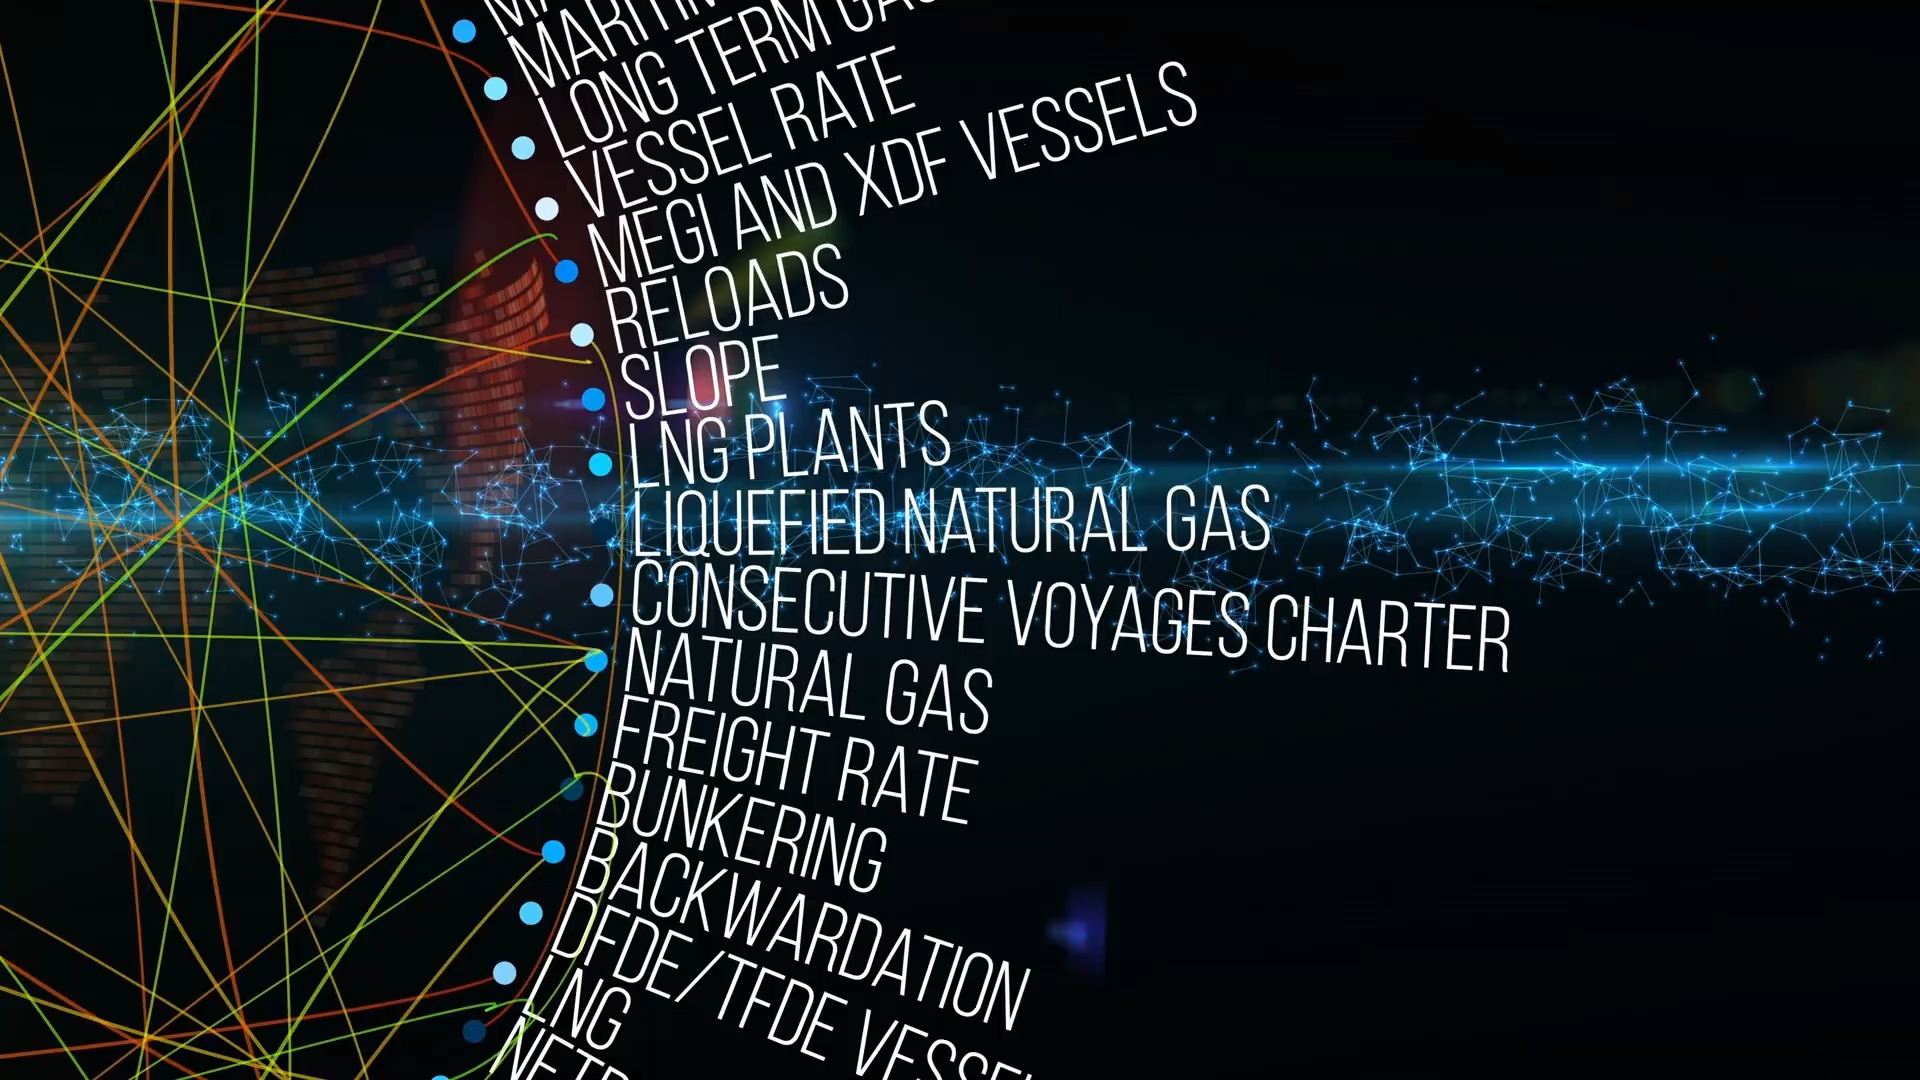 LONG TERM
VESSEL RATE
MEGI AND XDF VESSELS
RELOADS
SLOPE
LNG PLANTS
LIQUEFIED NATURAL GAS
CONSECUTIVE VOYAGES CHARTER
NATURAL GAS
FREIGHT RATE
BUNKERING
BACKWARDATION
DFDE/TFDE
LNG